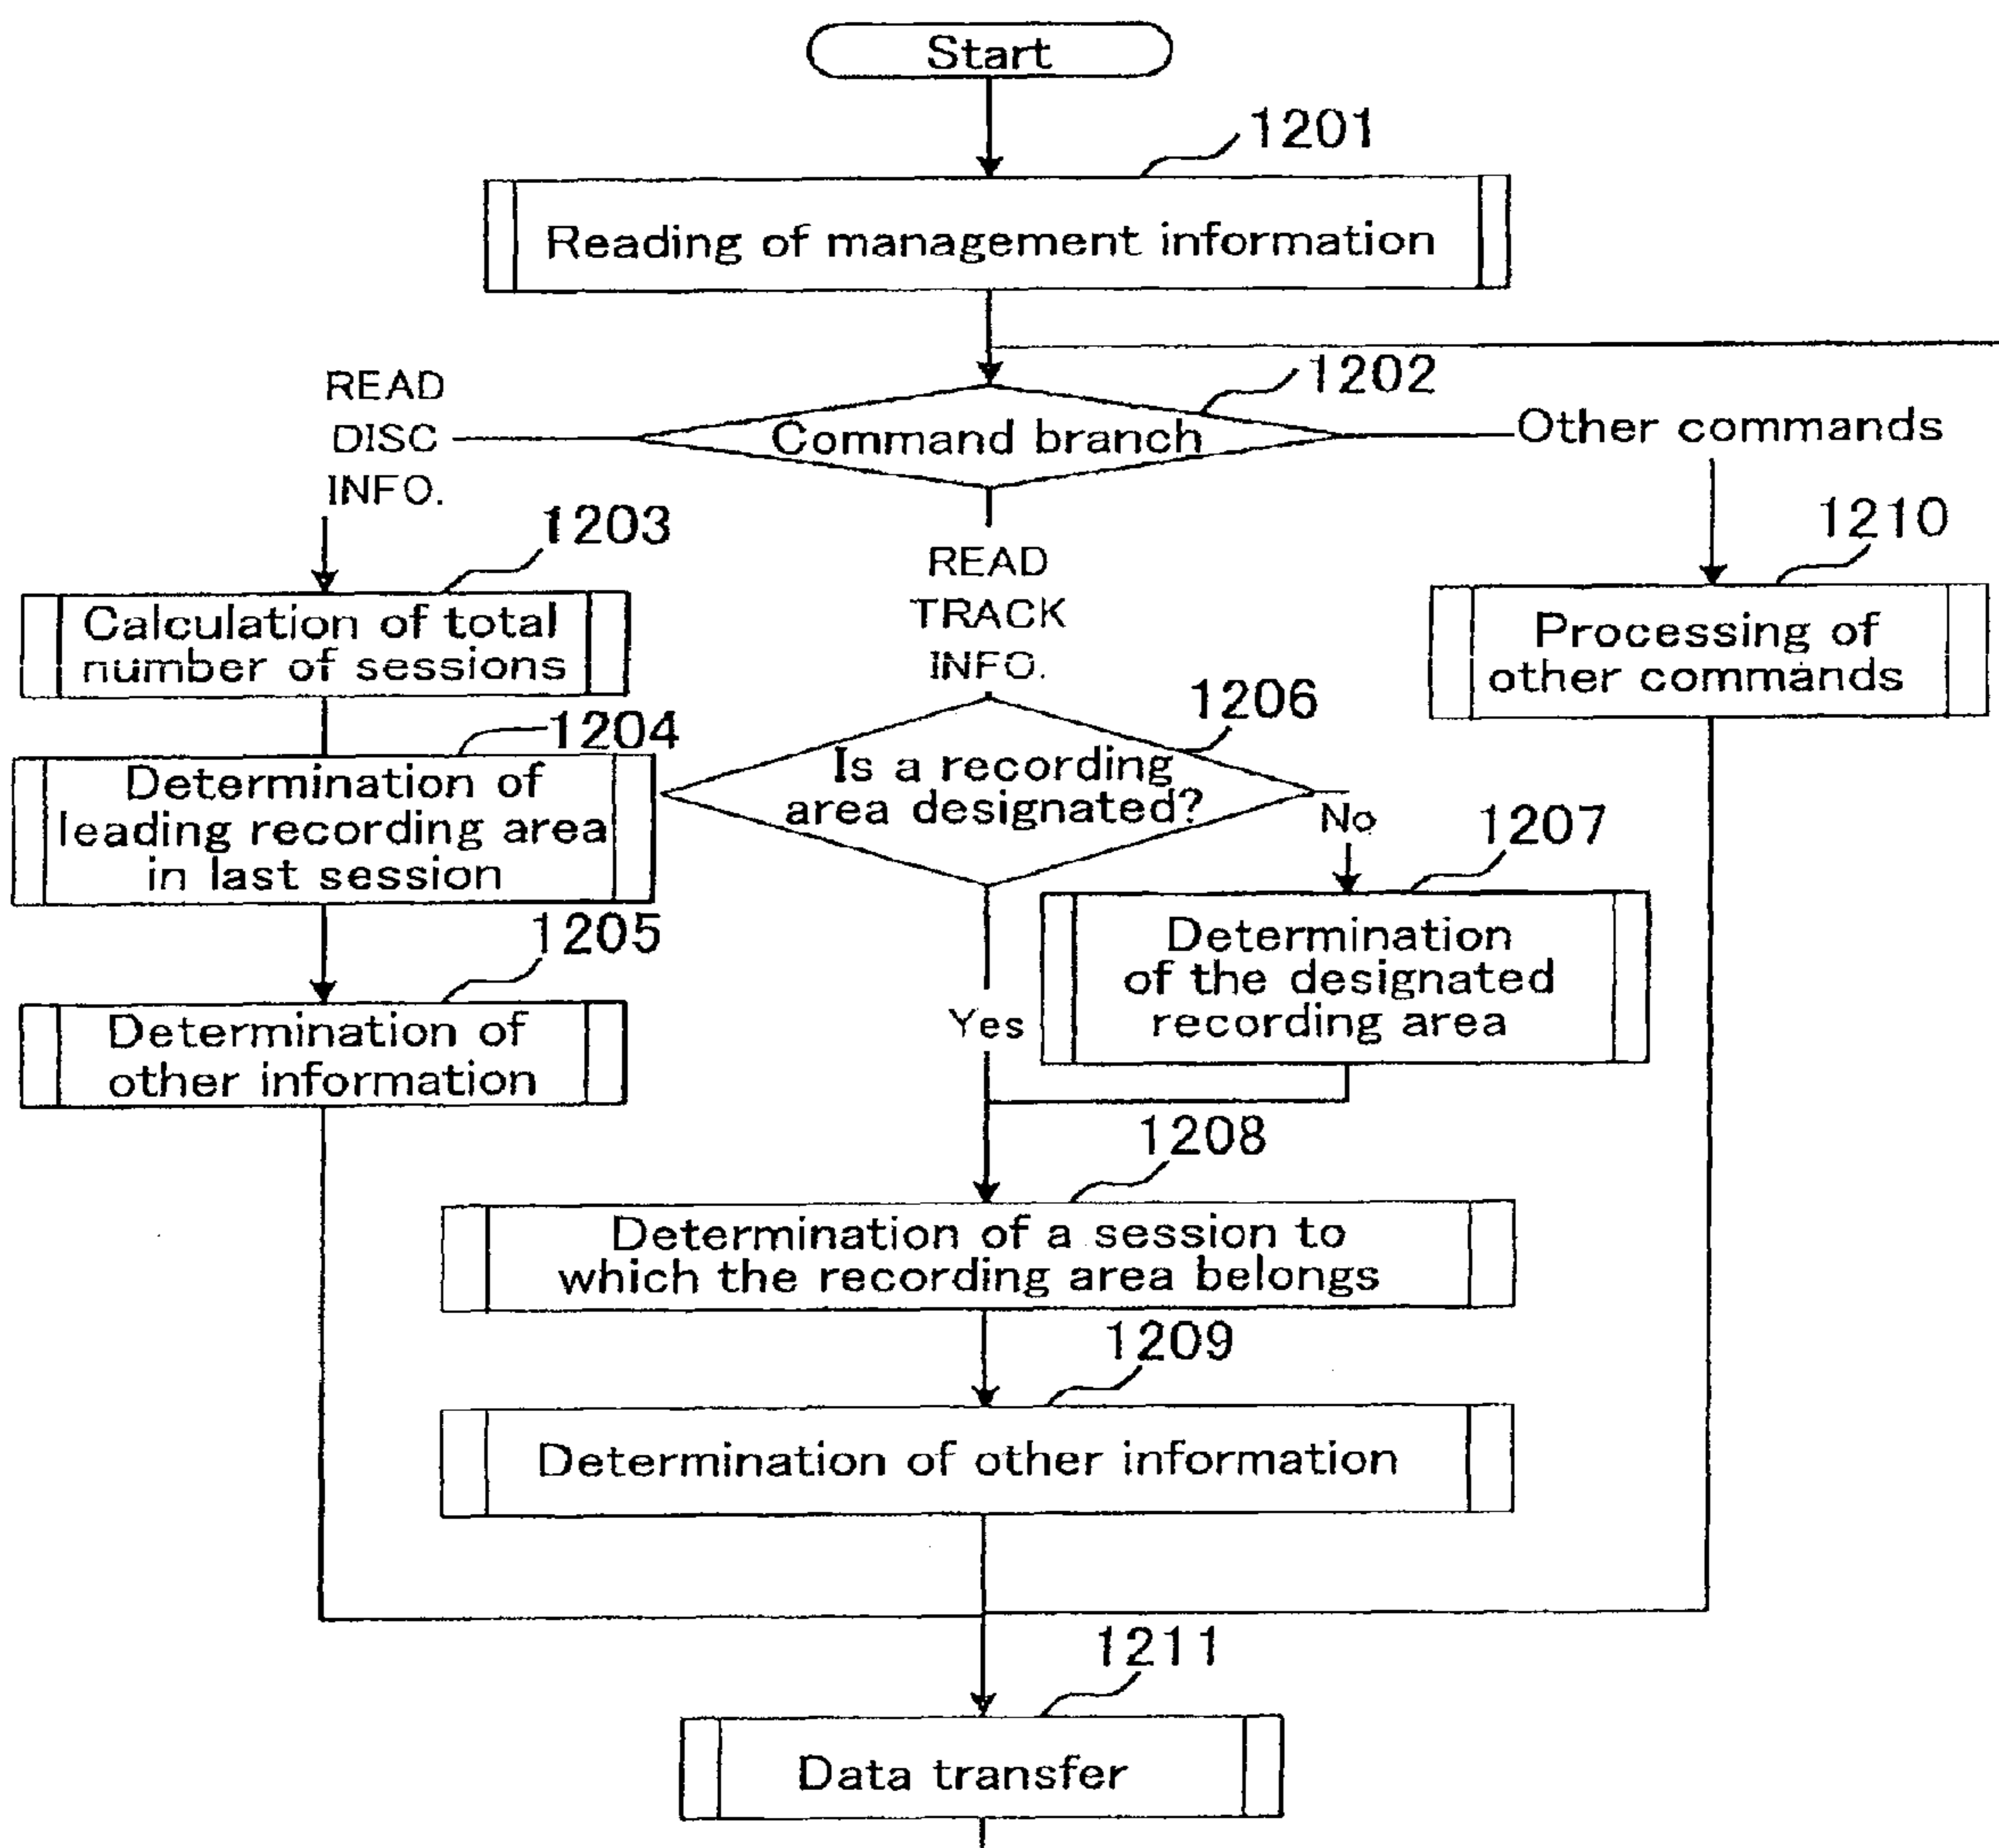 Start
1201
Reading of management information
1202
READ
DISC
INFO.
Command branch
Other commands
1203
Calculation of total
number of sessions
READ
TRACK
INFO.
1210
Processing of
other commands
1204
Determination of
leading recording area
in last session
1206
Is a recording
area designated?
No
1207
Determination
of the designated
recording area
Yes
1205
Determination of
other information
1208
Determination of a session to
which the recording area belongs
1209
Determination of other information
1211
Data transfer